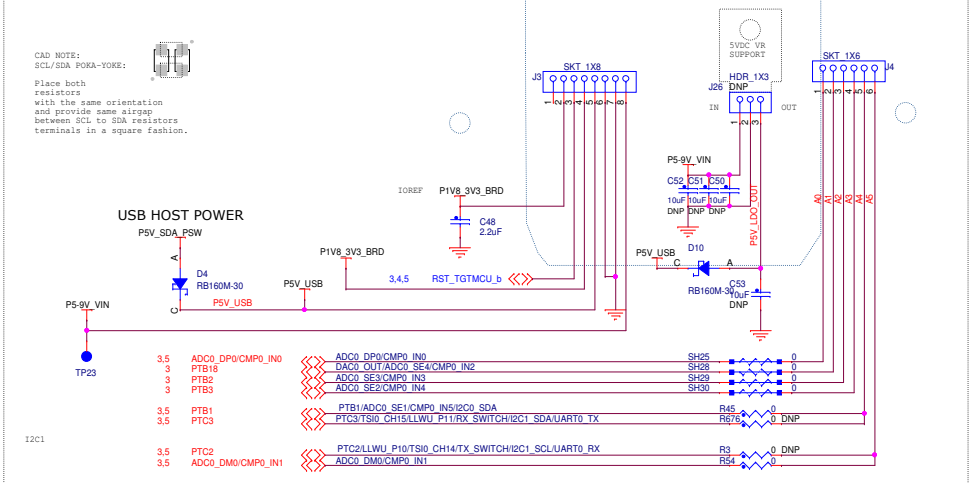 CAD NOTE:
SCL/SDA POKA-YOKE:
Place both
resistors
with the same orientation
and provide same airgap
between SCL to SDA resistors
terminals in a square fashion.
5VDC VR
SUPPORT
SKT_1X8
J3
1 2 3 4 5 6 7 8
HDR_1X3
J26 DNP
IN OUT
1 2 3
SKT_1X6
J4
1 2 3 4 5 6
P5-9V_VIN
C52 C51 C50
10uF 10uF 10uF
DNP DNP DNP
P5V_LDO_OUT
A0 A1 A2 A3 A4 A5
IOREF P1V8_3V3_BRD
C48
2.2uF
USB HOST POWER
P5V_SDA_PSW
A
D4
RB160M-30
C
P5V_USB
P5V_USB
P1V8_3V3_BRD
3,4,5 RST_TGTMCU_b
P5V_USB
D10
C A
RB160M-30
C53
10uF
DNP
P5-9V_VIN
TP23
3,5 ADC0_DP0/CMP0_IN0 ADC0_DP0/CMP0_IN0 SH25 0
3 PTB18 DAC0_OUT/ADC0_SE4/CMP0_IN2 SH28 0
3 PTB2 ADC0_SE3/CMP0_IN3 SH29 0
3 PTB3 ADC0_SE2/CMP0_IN4 SH30 0
3,5 PTB1 PTB1/ADC0_SE1/CMP0_IN5/I2C0_SDA R45 0
3,5 PTC3 PTC3/TSI0_CH15/LLWU_P11/RX_SWITCH/I2C1_SDA/UART0_TX R676 0 DNP
I2C1
3,5 PTC2 PTC2/LLWU_P10/TSI0_CH14/TX_SWITCH/I2C1_SCL/UART0_RX R3 0 DNP
3,5 ADC0_DM0/CMP0_IN1 ADC0_DM0/CMP0_IN1 R54 0